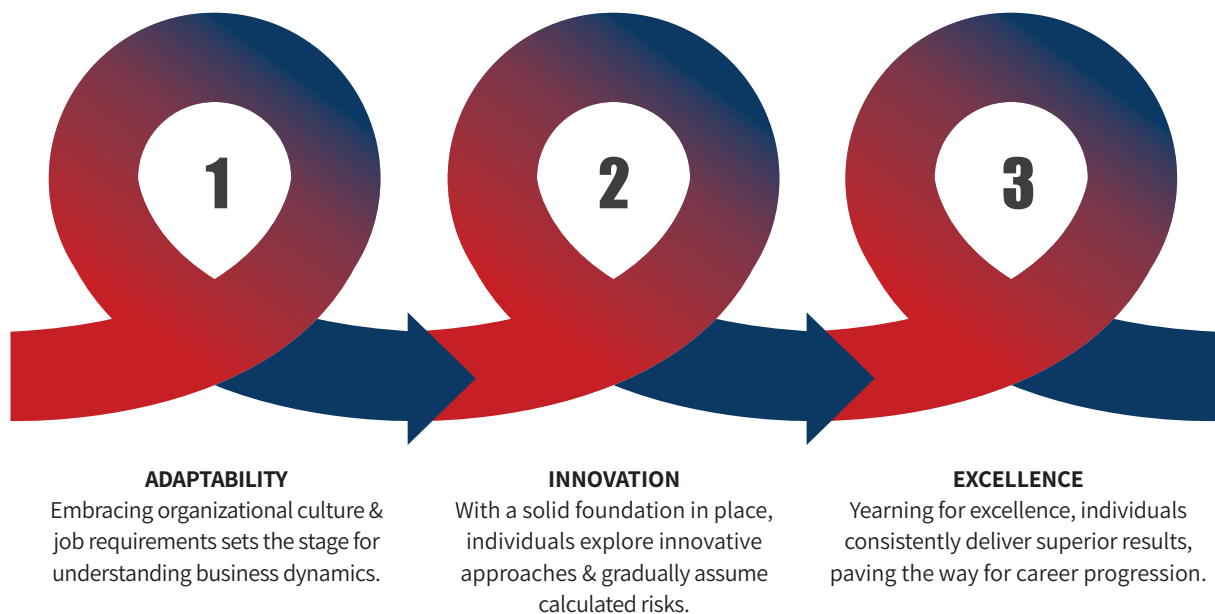 1
2
3
ADAPTABILITY
Embracing organizational culture &
job requirements sets the stage for
understanding business dynamics.
INNOVATION
With a solid foundation in place,
individuals explore innovative
approaches & gradually assume
calculated risks.
EXCELLENCE
Yearning for excellence, individuals
consistently deliver superior results,
paving the way for career progression.